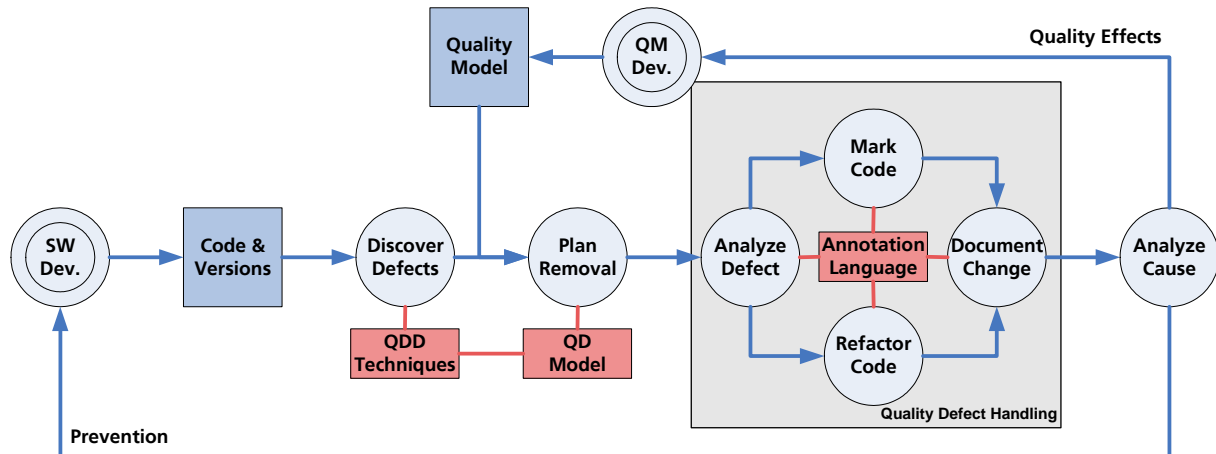 Quality
Model
QM
Dev.
Quality Effects
Mark
Code
SW
Dev.
Code &
Versions
Discover
Defects
Plan
Removal
Analyze
Defect
Annotation
Language
Document
Change
Analyze
Cause
QDD
Techniques
QD
Model
Refactor
Code
Quality Defect Handling
Prevention